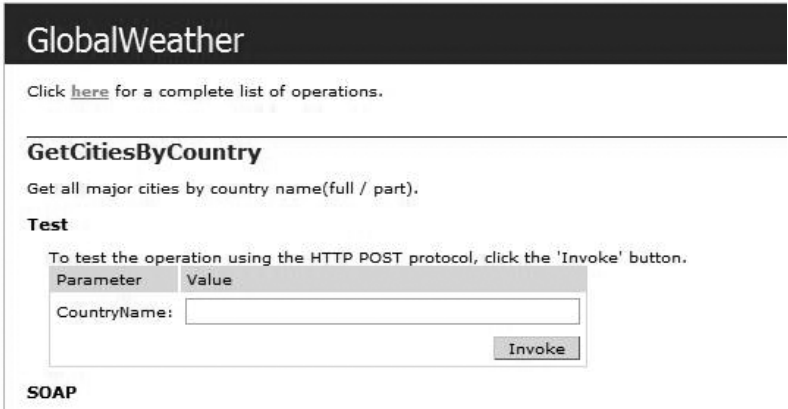 GlobalWeather
Click here for a complete list of operations.
GetCitiesByCountry
Get all major cities by country name(full / part).
Test
To test the operation using the HTTP POST protocol, click the 'Invoke' button.
Parameter Value
CountryName:
Invoke
SOAP